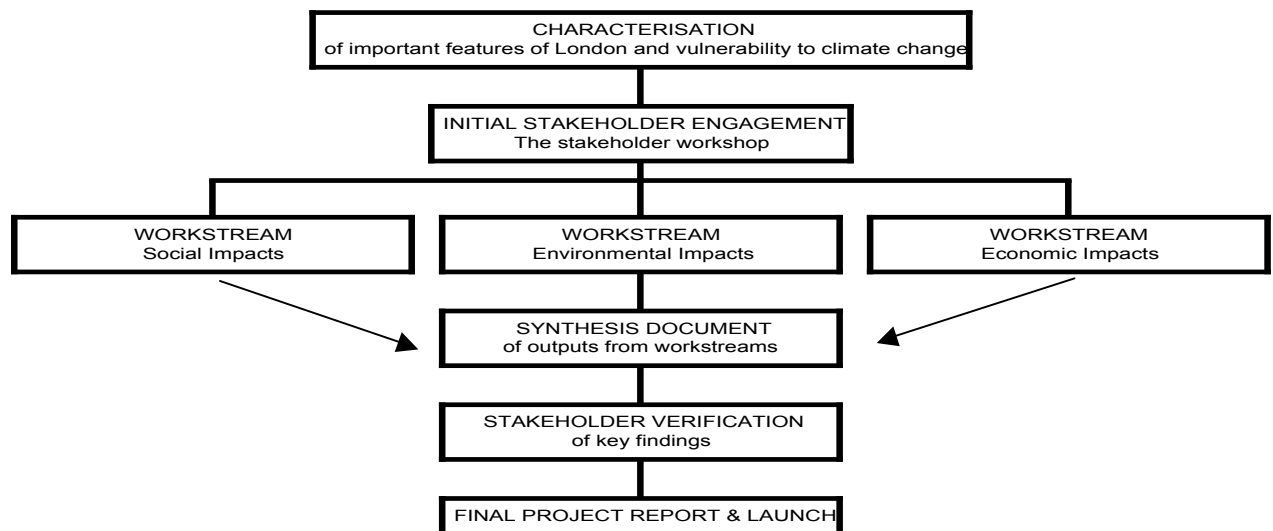 CHARACTERISATION
of important features of London and vulnerability to climate change
INITIAL STAKEHOLDER ENGAGEMENT
The stakeholder workshop
WORKSTREAM
Social Impacts
WORKSTREAM
Environmental Impacts
WORKSTREAM
Economic Impacts
SYNTHESIS DOCUMENT
of outputs from workstreams
STAKEHOLDER VERIFICATION
of key findings
FINAL PROJECT REPORT & LAUNCH